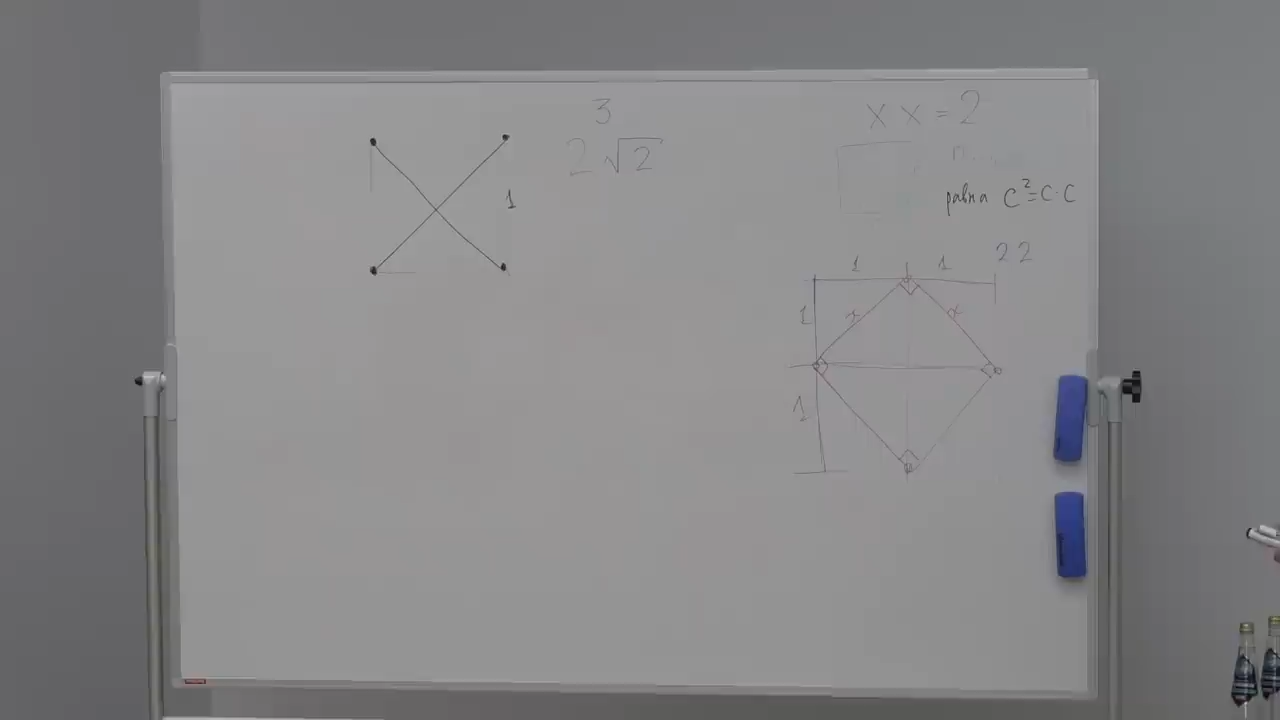 3
2 √2
1
x x = 2
равна C²=C·C
2 2
1 1
1
x x
1